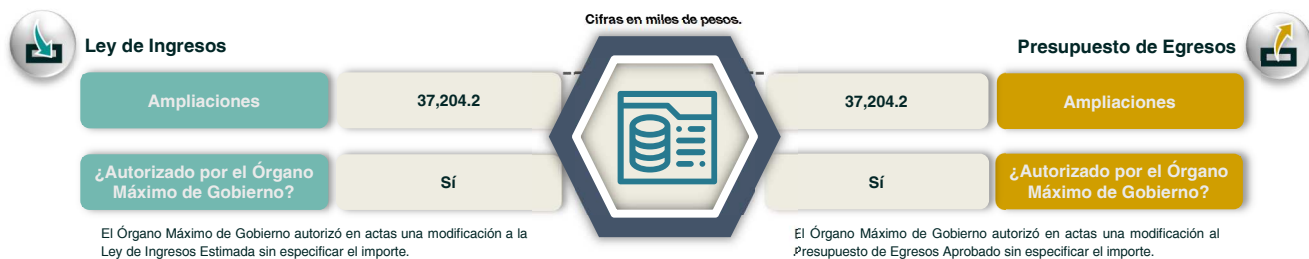 Cifras en miles de pesos.
Ley de Ingresos
Presupuesto de Egresos
Ampliaciones
37,204.2
37,204.2
Ampliaciones
¿Autorizado por el Órgano
Máximo de Gobierno?
Sí
Sí
¿Autorizado por el Órgano
Máximo de Gobierno?
El Órgano Máximo de Gobierno autorizó en actas una modificación a la
Ley de Ingresos Estimada sin especificar el importe.
El Órgano Máximo de Gobierno autorizó en actas una modificación al
Presupuesto de Egresos Aprobado sin especificar el importe.